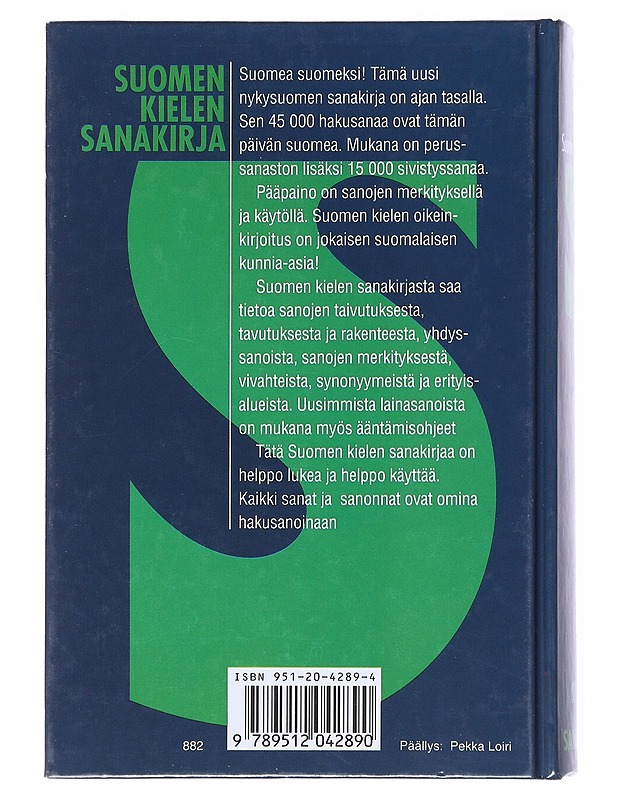 SUOMEN
KIELEN
SANAKIRJA
Suomea suomeksi! Tämä uusi
nykysuomen sanakirja on ajan tasalla.
Sen 45 000 hakusanaa ovat tämän
päivän suomea. Mukana on perus-
sanaston lisäksi 15 000 sivistyssanaa.
Pääpaino on sanojen merkityksellä
ja käytöllä. Suomen kielen oikein-
kirjoitus on jokaisen suomalaisen
kunnia-asia!
Suomen kielen sanakirjasta saa
tietoa sanojen taivutuksesta,
tavutuksesta ja rakenteesta, yhdys-
sanoista, sanojen merkityksestä,
vivahteista, synonyymeistä ja erityis-
alueista. Uusimmista lainasanoista
on mukana myös ääntämisohjeet
Tätä Suomen kielen sanakirjaa on
helppo lukea ja helppo käyttää.
Kaikki sanat ja sanonnat ovat omina
hakusanoinaan
ISBN 951-20-4289-4
9 789512 042890
882
Päällys: Pekka Loiri